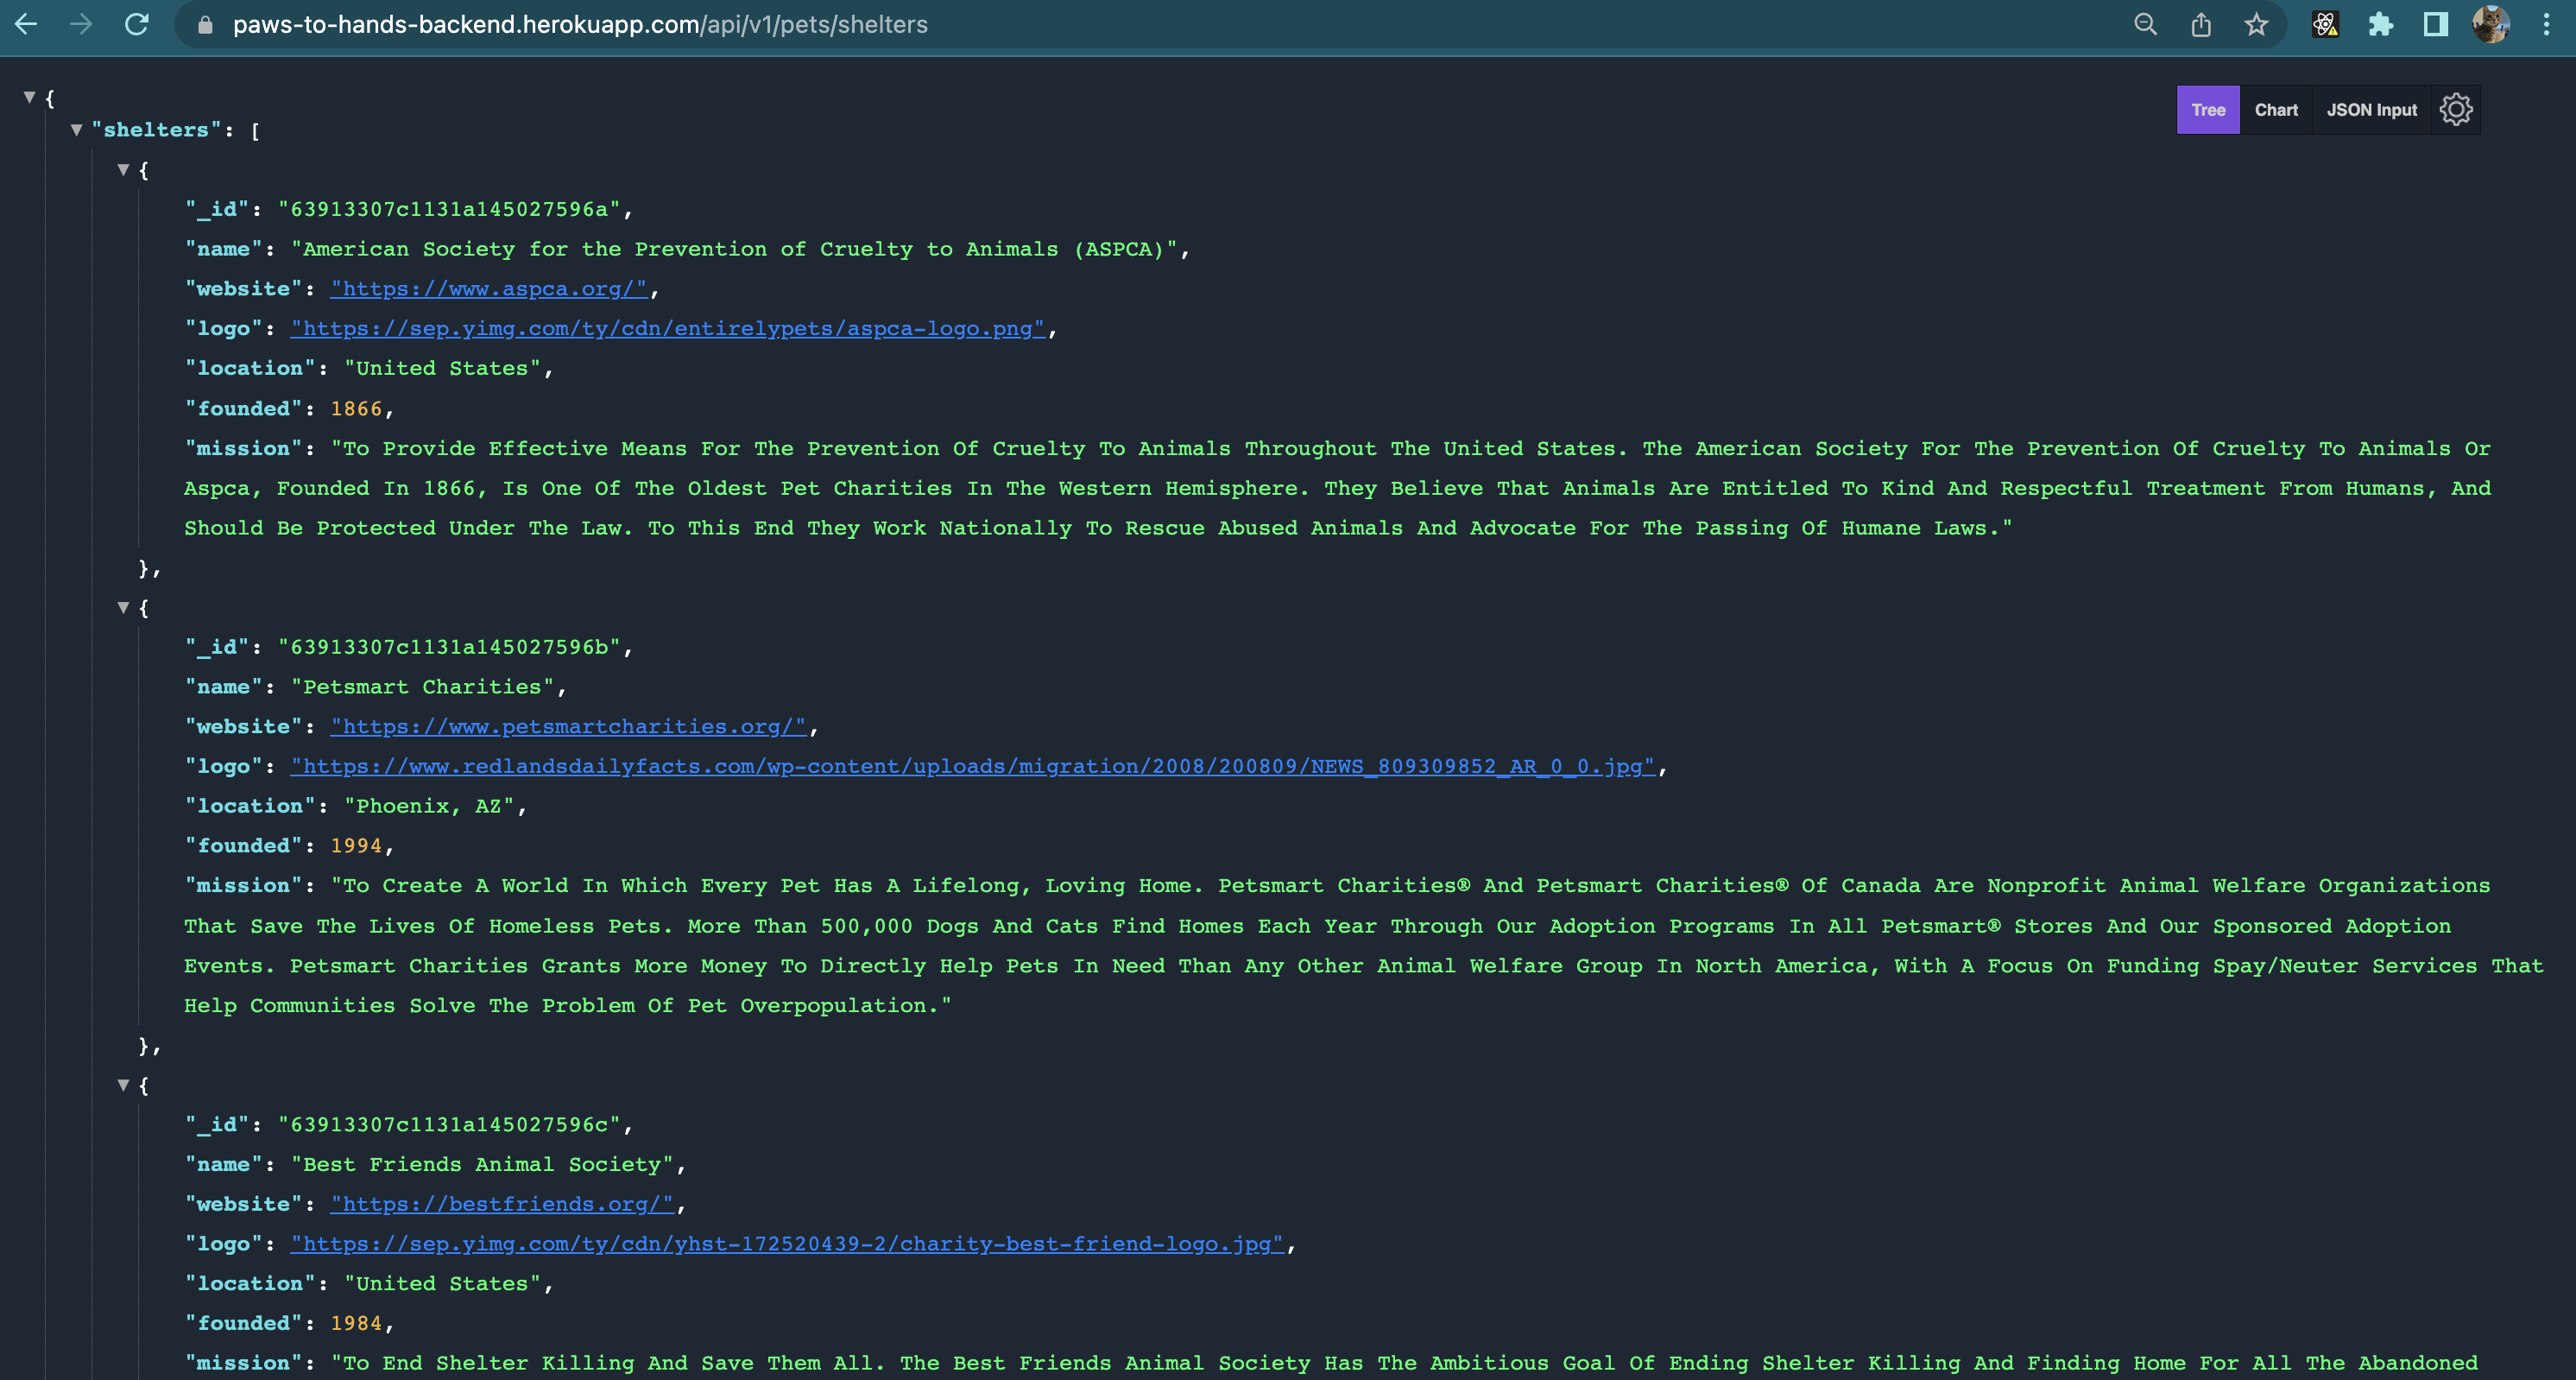 paws-to-hands-backend.herokuapp.com/api/v1/pets/shelters
Tree Chart JSON Input
{
"shelters": [
{
"_id": "63913307c1131a145027596a",
"name": "American Society for the Prevention of Cruelty to Animals (ASPCA)",
"website": "https://www.aspca.org/",
"logo": "https://sep.yimg.com/ty/cdn/entirelypets/aspca-logo.png",
"location": "United States",
"founded": 1866,
"mission": "To Provide Effective Means For The Prevention Of Cruelty To Animals Throughout The United States. The American Society For The Prevention Of Cruelty To Animals Or
Aspca, Founded In 1866, Is One Of The Oldest Pet Charities In The Western Hemisphere. They Believe That Animals Are Entitled To Kind And Respectful Treatment From Humans, And
Should Be Protected Under The Law. To This End They Work Nationally To Rescue Abused Animals And Advocate For The Passing Of Humane Laws."
},
{
"_id": "63913307c1131a145027596b",
"name": "Petsmart Charities",
"website": "https://www.petsmartcharities.org/",
"logo": "https://www.redlandsdailyfacts.com/wp-content/uploads/migration/2008/200809/NEWS_809309852_AR_0_0.jpg",
"location": "Phoenix, AZ",
"founded": 1994,
"mission": "To Create A World In Which Every Pet Has A Lifelong, Loving Home. Petsmart Charities® And Petsmart Charities® Of Canada Are Nonprofit Animal Welfare Organizations
That Save The Lives Of Homeless Pets. More Than 500,000 Dogs And Cats Find Homes Each Year Through Our Adoption Programs In All Petsmart® Stores And Our Sponsored Adoption
Events. Petsmart Charities Grants More Money To Directly Help Pets In Need Than Any Other Animal Welfare Group In North America, With A Focus On Funding Spay/Neuter Services That
Help Communities Solve The Problem Of Pet Overpopulation."
},
{
"_id": "63913307c1131a145027596c",
"name": "Best Friends Animal Society",
"website": "https://bestfriends.org/",
"logo": "https://sep.yimg.com/ty/cdn/yhst-172520439-2/charity-best-friend-logo.jpg",
"location": "United States",
"founded": 1984,
"mission": "To End Shelter Killing And Save Them All. The Best Friends Animal Society Has The Ambitious Goal Of Ending Shelter Killing And Finding Home For All The Abandoned